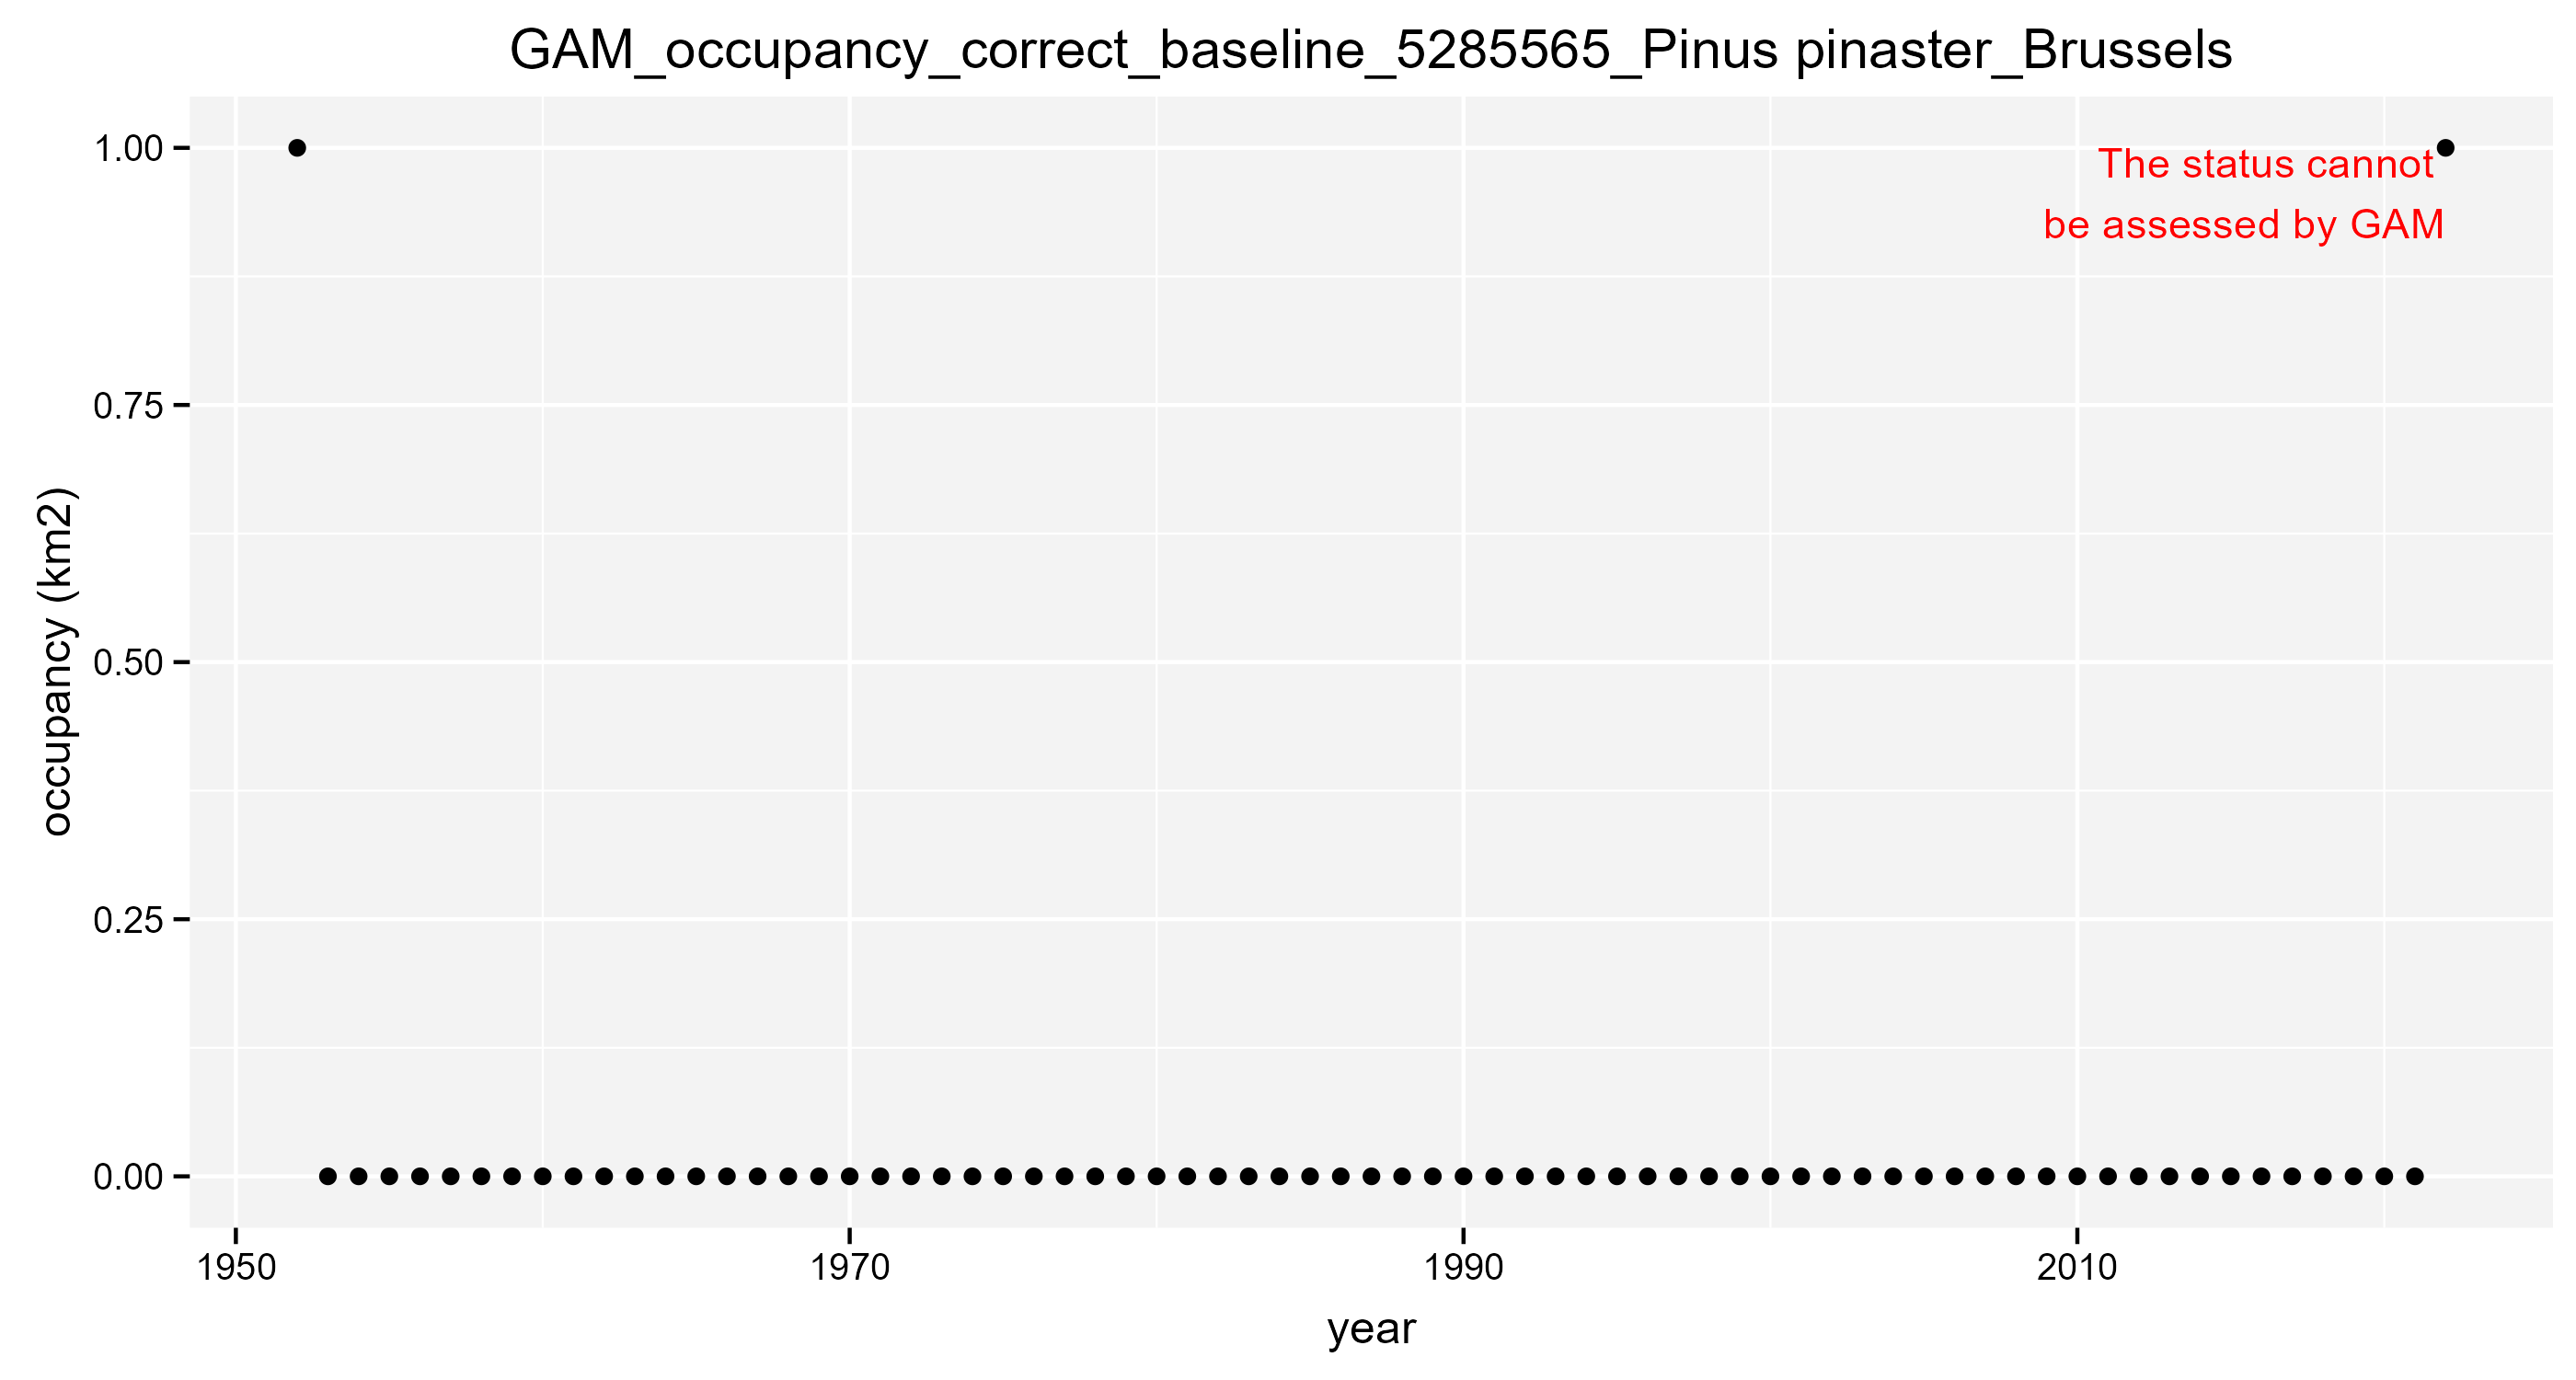 GAM_occupancy_correct_baseline_5285565_Pinus pinaster_Brussels
The status cannot
be assessed by GAM
occupancy (km2)
1.00
0.75
0.50
0.25
0.00
1950 1970 1990 2010
year